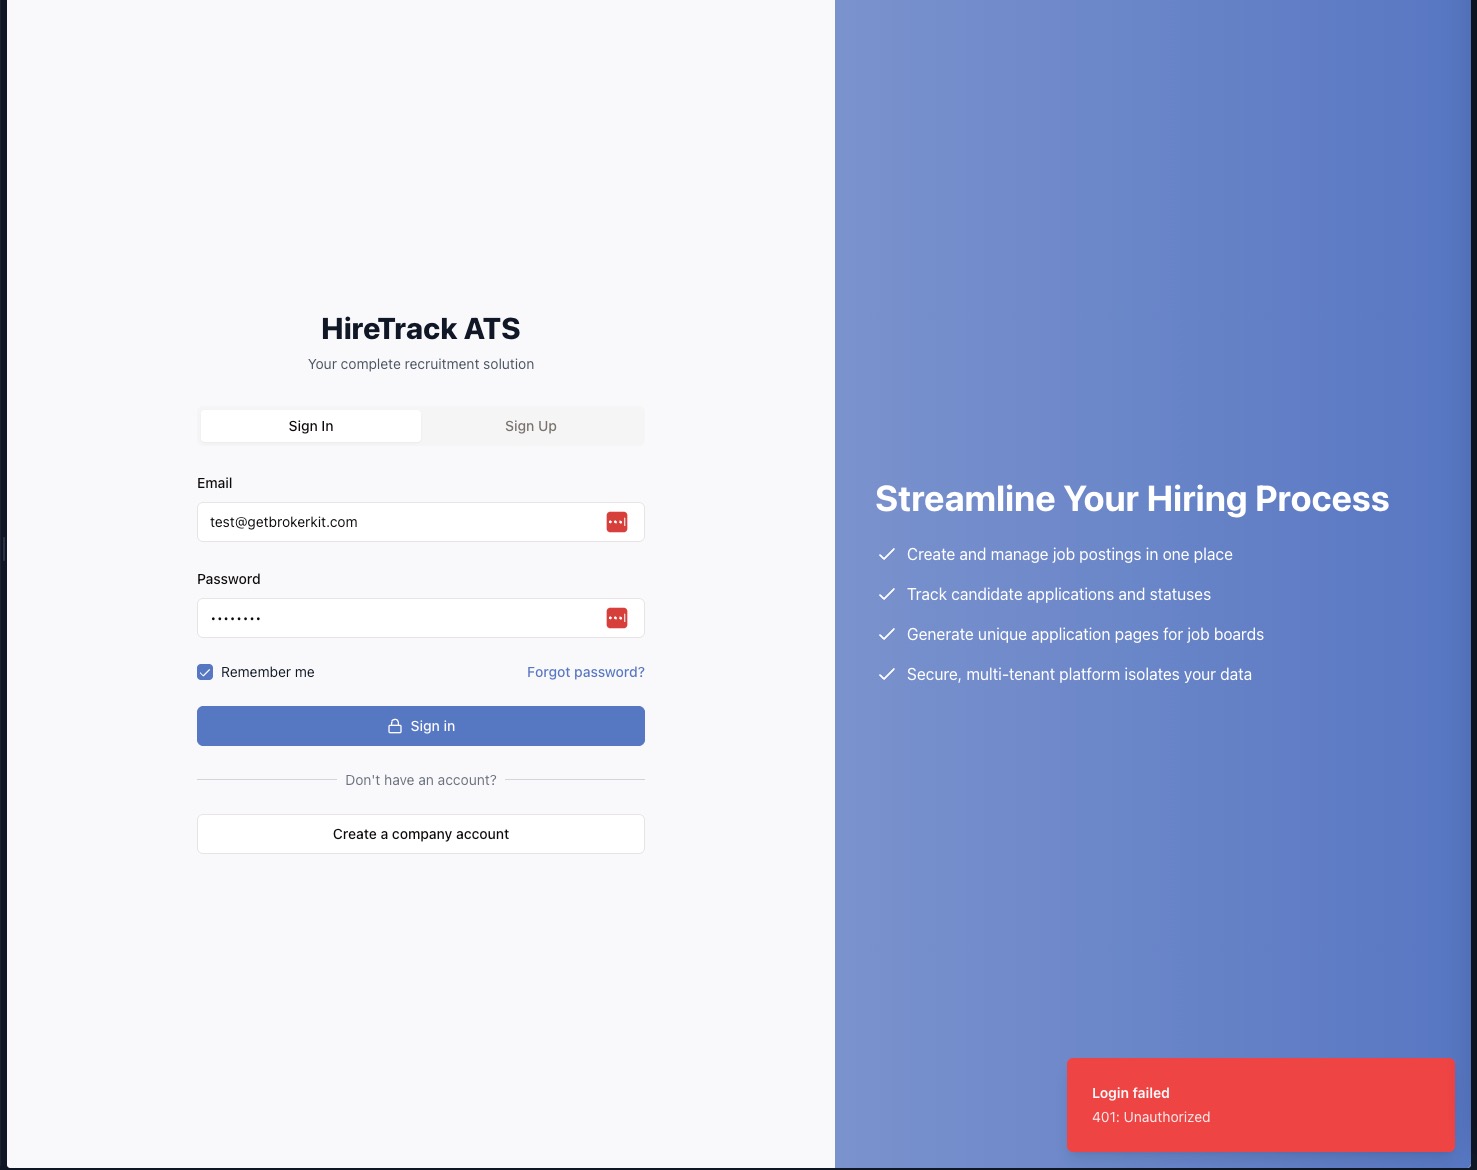 HireTrack ATS
Your complete recruitment solution
Sign In
Sign Up
Email
test@getbrokerkit.com
Password
••••••••
Remember me
Forgot password?
Sign in
Don't have an account?
Create a company account
Streamline Your Hiring Process
Create and manage job postings in one place
Track candidate applications and statuses
Generate unique application pages for job boards
Secure, multi-tenant platform isolates your data
Login failed
401: Unauthorized